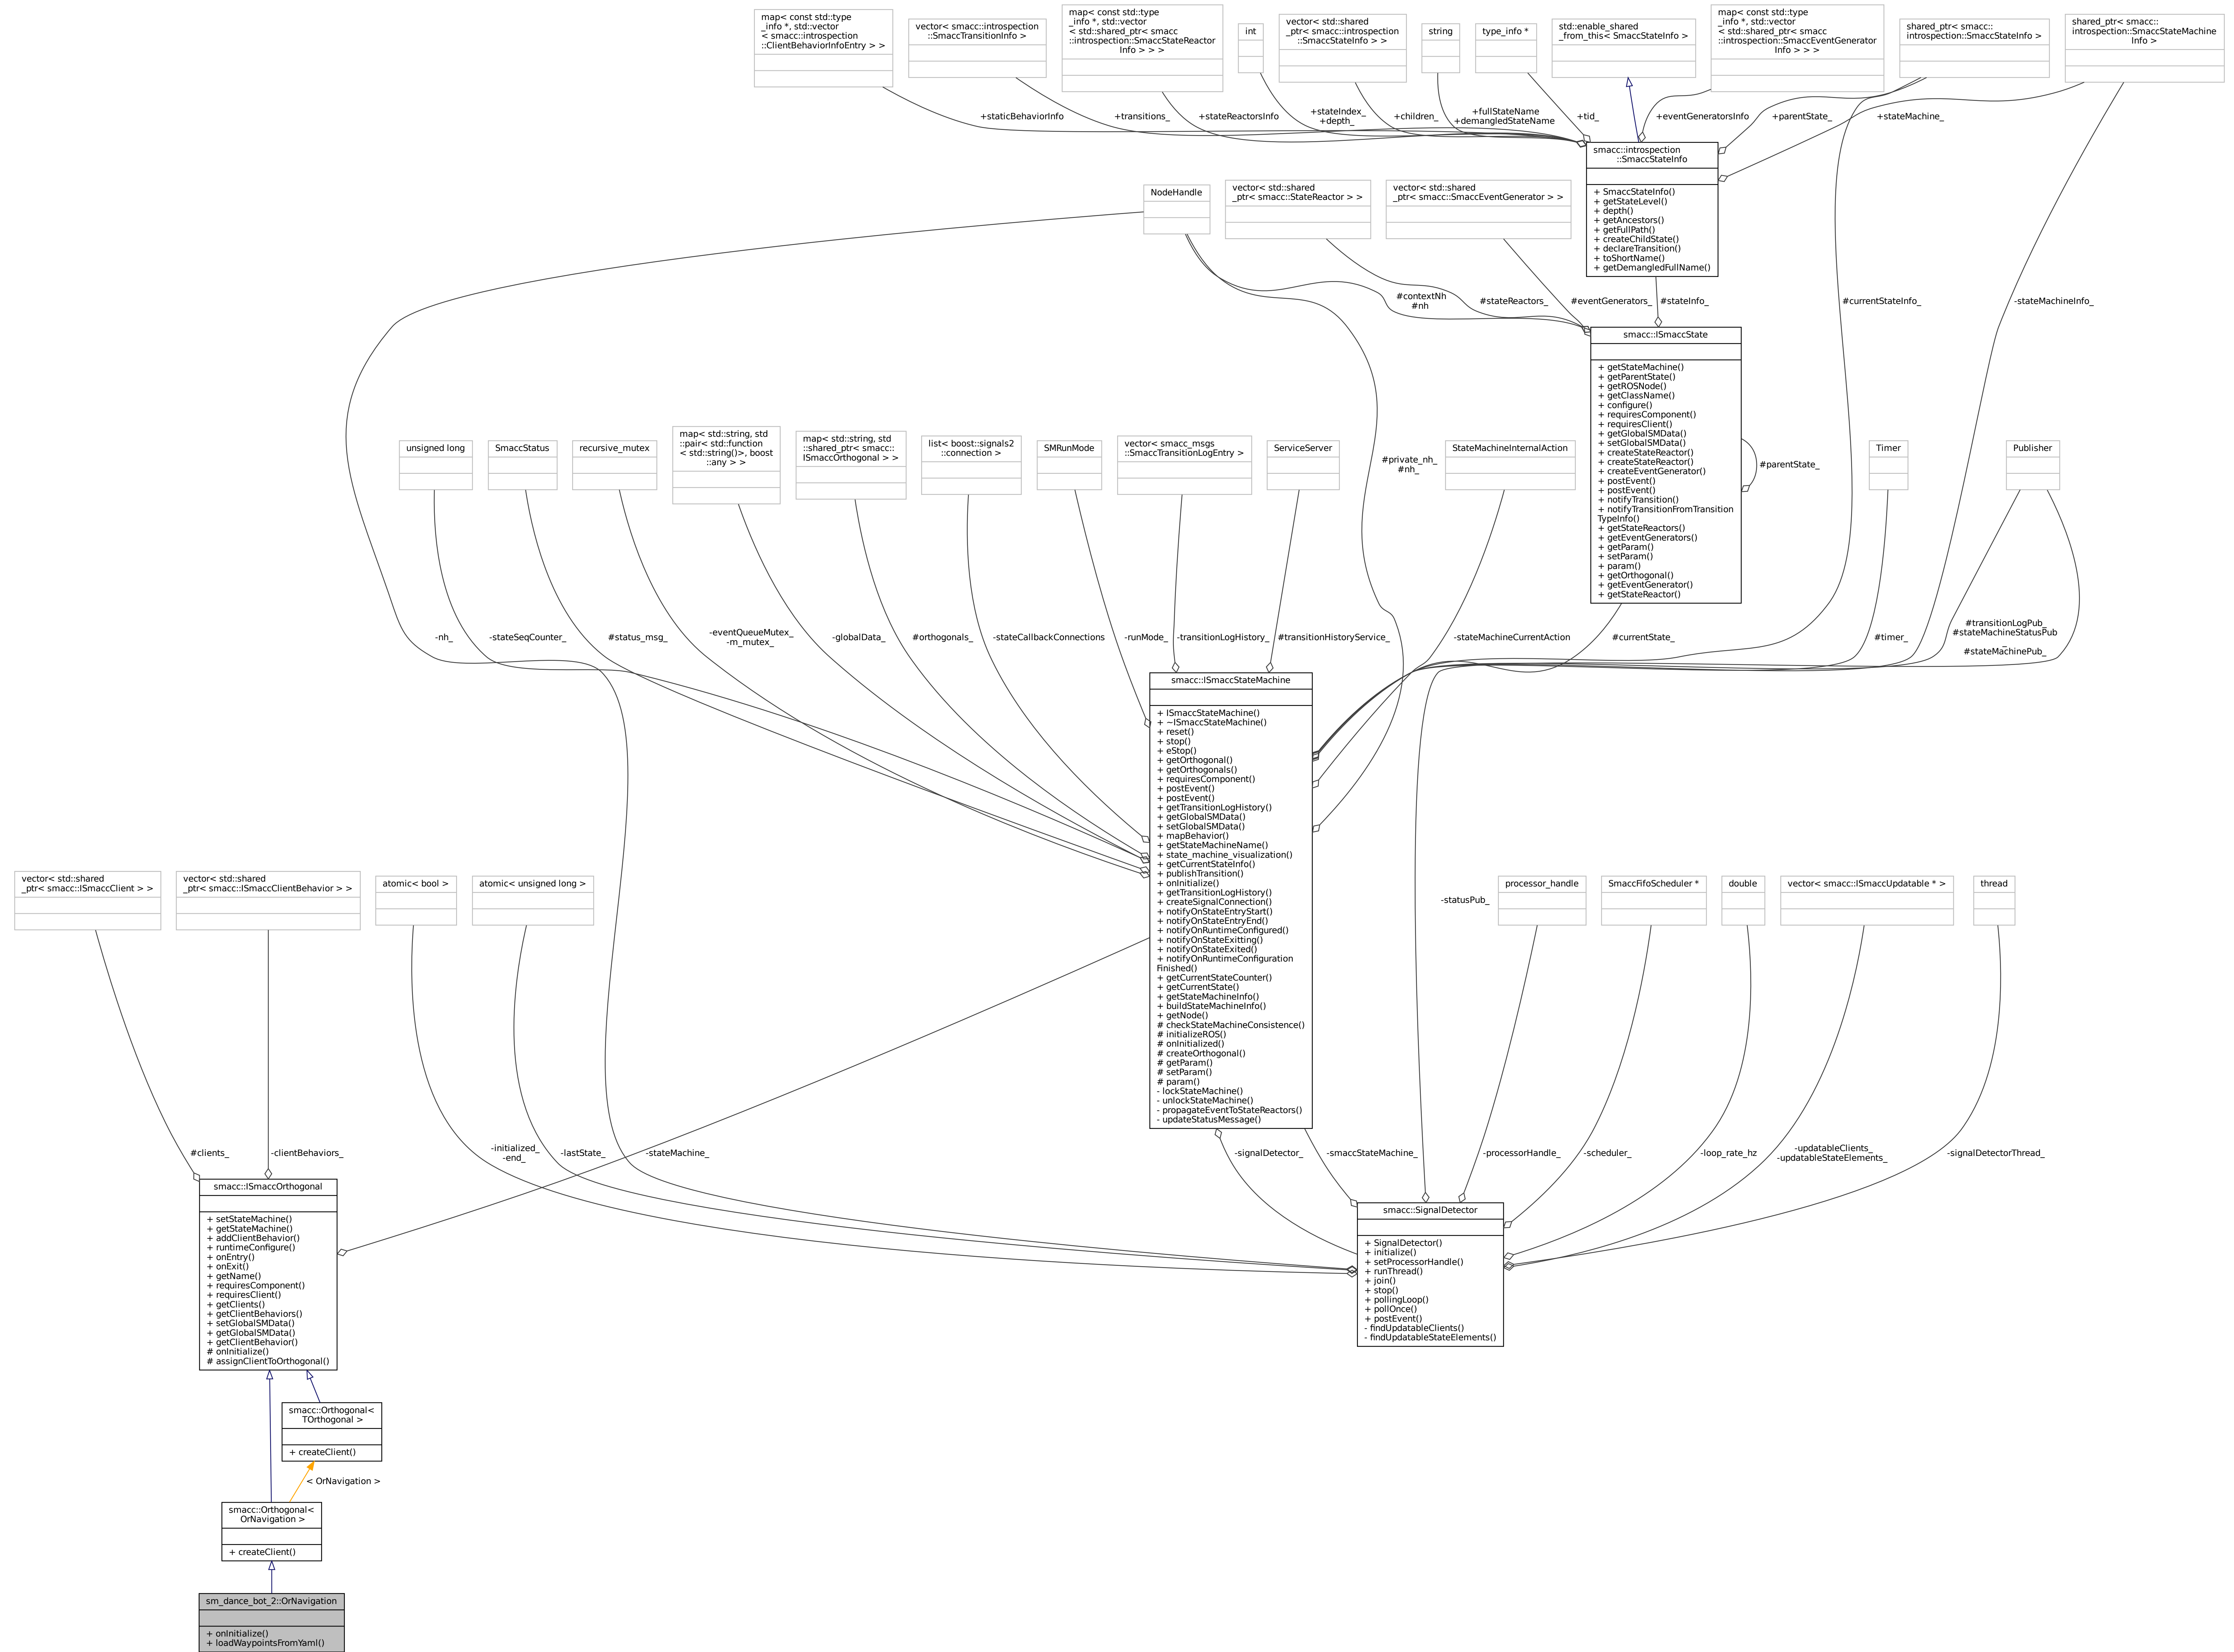 map< const std::type
_info *, std::vector
< smacc::introspection
::ClientBehaviorInfoEntry > >
vector< smacc::introspection
::SmaccTransitionInfo >
map< const std::type
_info *, std::vector
< std::shared_ptr< smacc
::introspection::SmaccStateReactor
Info > > >
int
vector< std::shared
_ptr< smacc::introspection
::SmaccStateInfo > >
string
type_info *
std::enable_shared
_from_this< SmaccStateInfo >
map< const std::type
_info *, std::vector
< std::shared_ptr< smacc
::introspection::SmaccEventGenerator
Info > > >
shared_ptr< smacc::
introspection::SmaccStateInfo >
shared_ptr< smacc::
introspection::SmaccStateMachine
Info >
+staticBehaviorInfo
+transitions_
+stateReactorsInfo
+stateIndex_
+depth_
+children_
+fullStateName
+demangledStateName
+tid_
+eventGeneratorsInfo
+parentState_
+stateMachine_
smacc::introspection
::SmaccStateInfo
+ SmaccStateInfo()
+ getStateLevel()
+ depth()
+ getAncestors()
+ getFullPath()
+ createChildState()
+ declareTransition()
+ toShortName()
+ getDemangledFullName()
NodeHandle
vector< std::shared
_ptr< smacc::StateReactor > >
vector< std::shared
_ptr< smacc::SmaccEventGenerator > >
#contextNh
#nh
#stateReactors_
#eventGenerators_
#stateInfo_
#currentStateInfo_
-stateMachineInfo_
smacc::ISmaccState
+ getStateMachine()
+ getParentState()
+ getROSNode()
+ getClassName()
+ configure()
+ requiresComponent()
+ requiresClient()
+ getGlobalSMData()
+ setGlobalSMData()
+ createStateReactor()
+ createStateReactor()
+ createEventGenerator()
+ postEvent()
+ postEvent()
+ notifyTransition()
+ notifyTransitionFromTransition
TypeInfo()
+ getStateReactors()
+ getEventGenerators()
+ getParam()
+ setParam()
+ param()
+ getOrthogonal()
+ getEventGenerator()
+ getStateReactor()
#parentState_
unsigned long
SmaccStatus
recursive_mutex
map< std::string, std
::pair< std::function
< std::string()>, boost
::any > >
map< std::string, std
::shared_ptr< smacc::
ISmaccOrthogonal > >
list< boost::signals2
::connection >
SMRunMode
vector< smacc_msgs
::SmaccTransitionLogEntry >
ServiceServer
#private_nh_
#nh_
StateMachineInternalAction
Timer
Publisher
-nh_
-stateSeqCounter_
#status_msg_
-eventQueueMutex_
-m_mutex_
-globalData_
#orthogonals_
-stateCallbackConnections
-runMode_
-transitionLogHistory_
#transitionHistoryService_
-stateMachineCurrentAction
#currentState_
#timer_
#transitionLogPub_
#stateMachineStatusPub
_
#stateMachinePub_
smacc::ISmaccStateMachine
+ ISmaccStateMachine()
+ ~ISmaccStateMachine()
+ reset()
+ stop()
+ eStop()
+ getOrthogonal()
+ getOrthogonals()
+ requiresComponent()
+ postEvent()
+ postEvent()
+ getTransitionLogHistory()
+ getGlobalSMData()
+ setGlobalSMData()
+ mapBehavior()
+ getStateMachineName()
+ state_machine_visualization()
+ getCurrentStateInfo()
+ publishTransition()
+ onInitialize()
+ getTransitionLogHistory()
+ createSignalConnection()
+ notifyOnStateEntryStart()
+ notifyOnStateEntryEnd()
+ notifyOnRuntimeConfigured()
+ notifyOnStateExitting()
+ notifyOnStateExited()
+ notifyOnRuntimeConfiguration
Finished()
+ getCurrentStateCounter()
+ getCurrentState()
+ getStateMachineInfo()
+ buildStateMachineInfo()
+ getNode()
# checkStateMachineConsistence()
# initializeROS()
# onInitialized()
# createOrthogonal()
# getParam()
# setParam()
# param()
- lockStateMachine()
- unlockStateMachine()
- propagateEventToStateReactors()
- updateStatusMessage()
vector< std::shared
_ptr< smacc::ISmaccClient > >
vector< std::shared
_ptr< smacc::ISmaccClientBehavior > >
atomic< bool >
atomic< unsigned long >
-statusPub_
processor_handle
SmaccFifoScheduler *
double
vector< smacc::ISmaccUpdatable * >
thread
#clients_
-clientBehaviors_
-initialized_
-end_
-lastState_
-stateMachine_
-signalDetector_
-smaccStateMachine_
-processorHandle_
-scheduler_
-loop_rate_hz
-updatableClients_
-updatableStateElements_
-signalDetectorThread_
smacc::ISmaccOrthogonal
+ setStateMachine()
+ getStateMachine()
+ addClientBehavior()
+ runtimeConfigure()
+ onEntry()
+ onExit()
+ getName()
+ requiresComponent()
+ requiresClient()
+ getClients()
+ getClientBehaviors()
+ setGlobalSMData()
+ getGlobalSMData()
+ getClientBehavior()
# onInitialize()
# assignClientToOrthogonal()
smacc::SignalDetector
+ SignalDetector()
+ initialize()
+ setProcessorHandle()
+ runThread()
+ join()
+ stop()
+ pollingLoop()
+ pollOnce()
+ postEvent()
- findUpdatableClients()
- findUpdatableStateElements()
smacc::Orthogonal<
TOrthogonal >
+ createClient()
< OrNavigation >
smacc::Orthogonal<
OrNavigation >
+ createClient()
sm_dance_bot_2::OrNavigation
+ onInitialize()
+ loadWaypointsFromYaml()